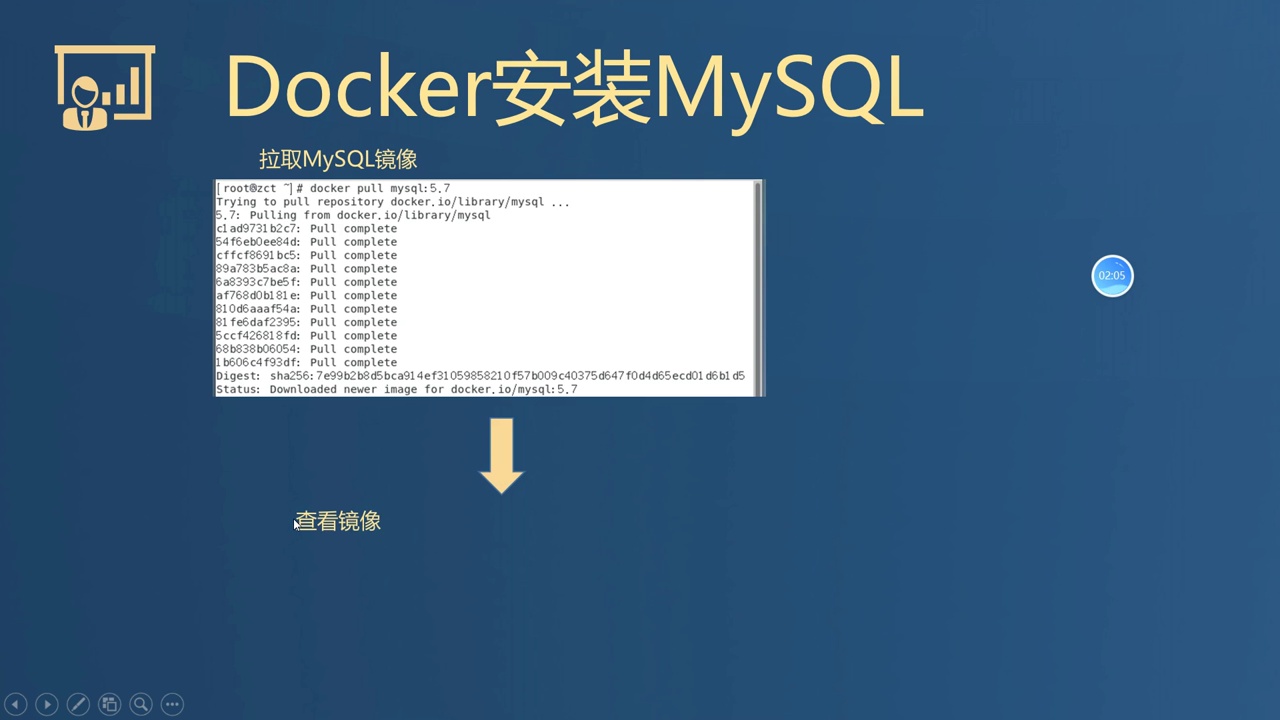 Docker安装MySQL
拉取MySQL镜像
[root@zct ~]# docker pull mysql:5.7
Trying to pull repository docker.io/library/mysql ...
5.7: Pulling from docker.io/library/mysql
c1ad9731b2c7: Pull complete
54f6eb0ee84d: Pull complete
cffcf8691bc5: Pull complete
89a783b5ac8a: Pull complete
6a8393c7be5f: Pull complete
af768d0b181e: Pull complete
810d6aaaf54a: Pull complete
81fe6daf2395: Pull complete
5ccf426818fd: Pull complete
68b838b06054: Pull complete
1b606c4f93df: Pull complete
Digest: sha256:7e99b2b8d5bca914ef31059858210f57b009c40375d647f0d4d65ecd01d6b1d5
Status: Downloaded newer image for docker.io/mysql:5.7
02:05
查看镜像